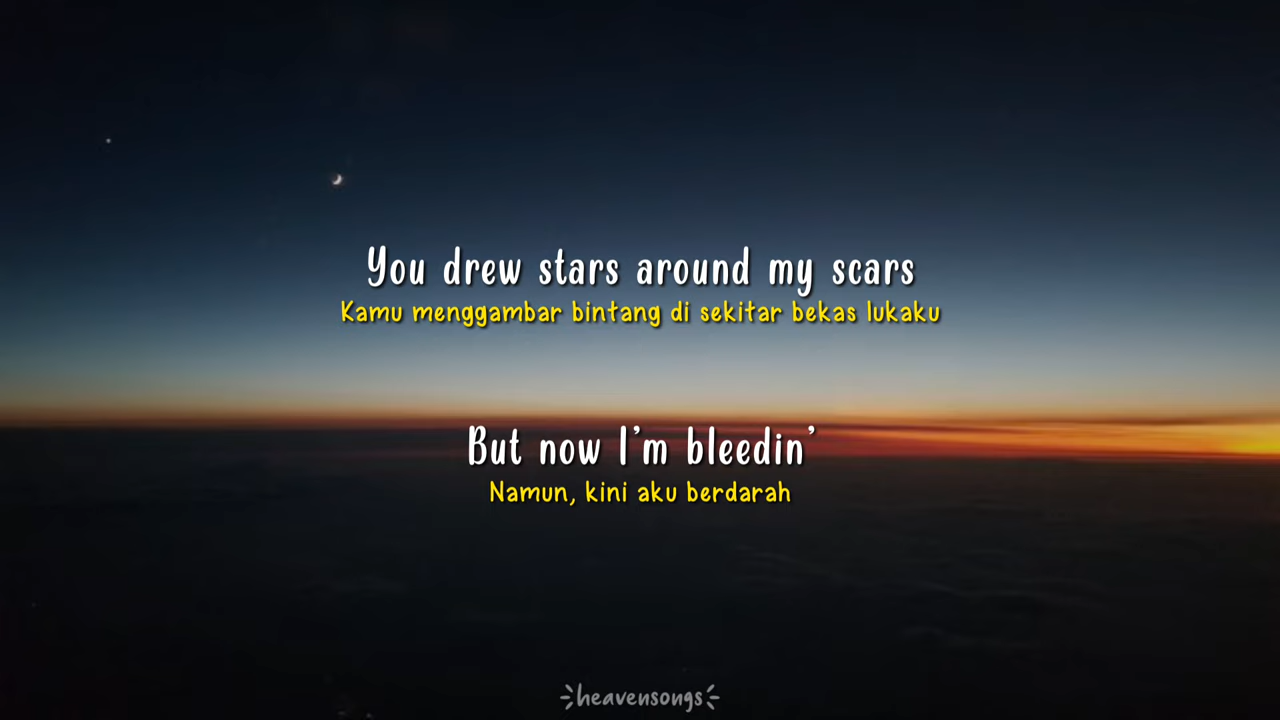 You drew stars around my scars
Kamu menggambar bintang di sekitar bekas lukaku
But now I'm bleedin'
Namun, kini aku berdarah
heavensongs